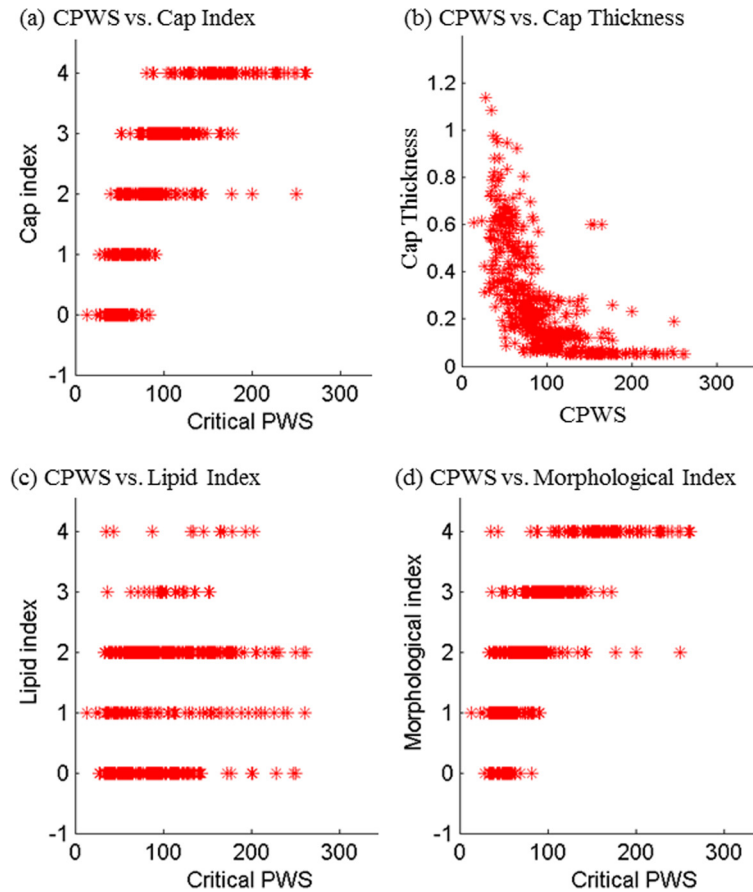 (a) CPWS vs. Cap Index
4
3
2
1
0
-1
Cap index
0 100 200 300
Critical PWS
(b) CPWS vs. Cap Thickness
1.2
1
0.8
0.6
0.4
0.2
0
Cap Thickness
0 100 200 300
CPWS
(c) CPWS vs. Lipid Index
4
3
2
1
0
-1
Lipid index
0 100 200 300
Critical PWS
(d) CPWS vs. Morphological Index
4
3
2
1
0
-1
Morphological index
0 100 200 300
Critical PWS